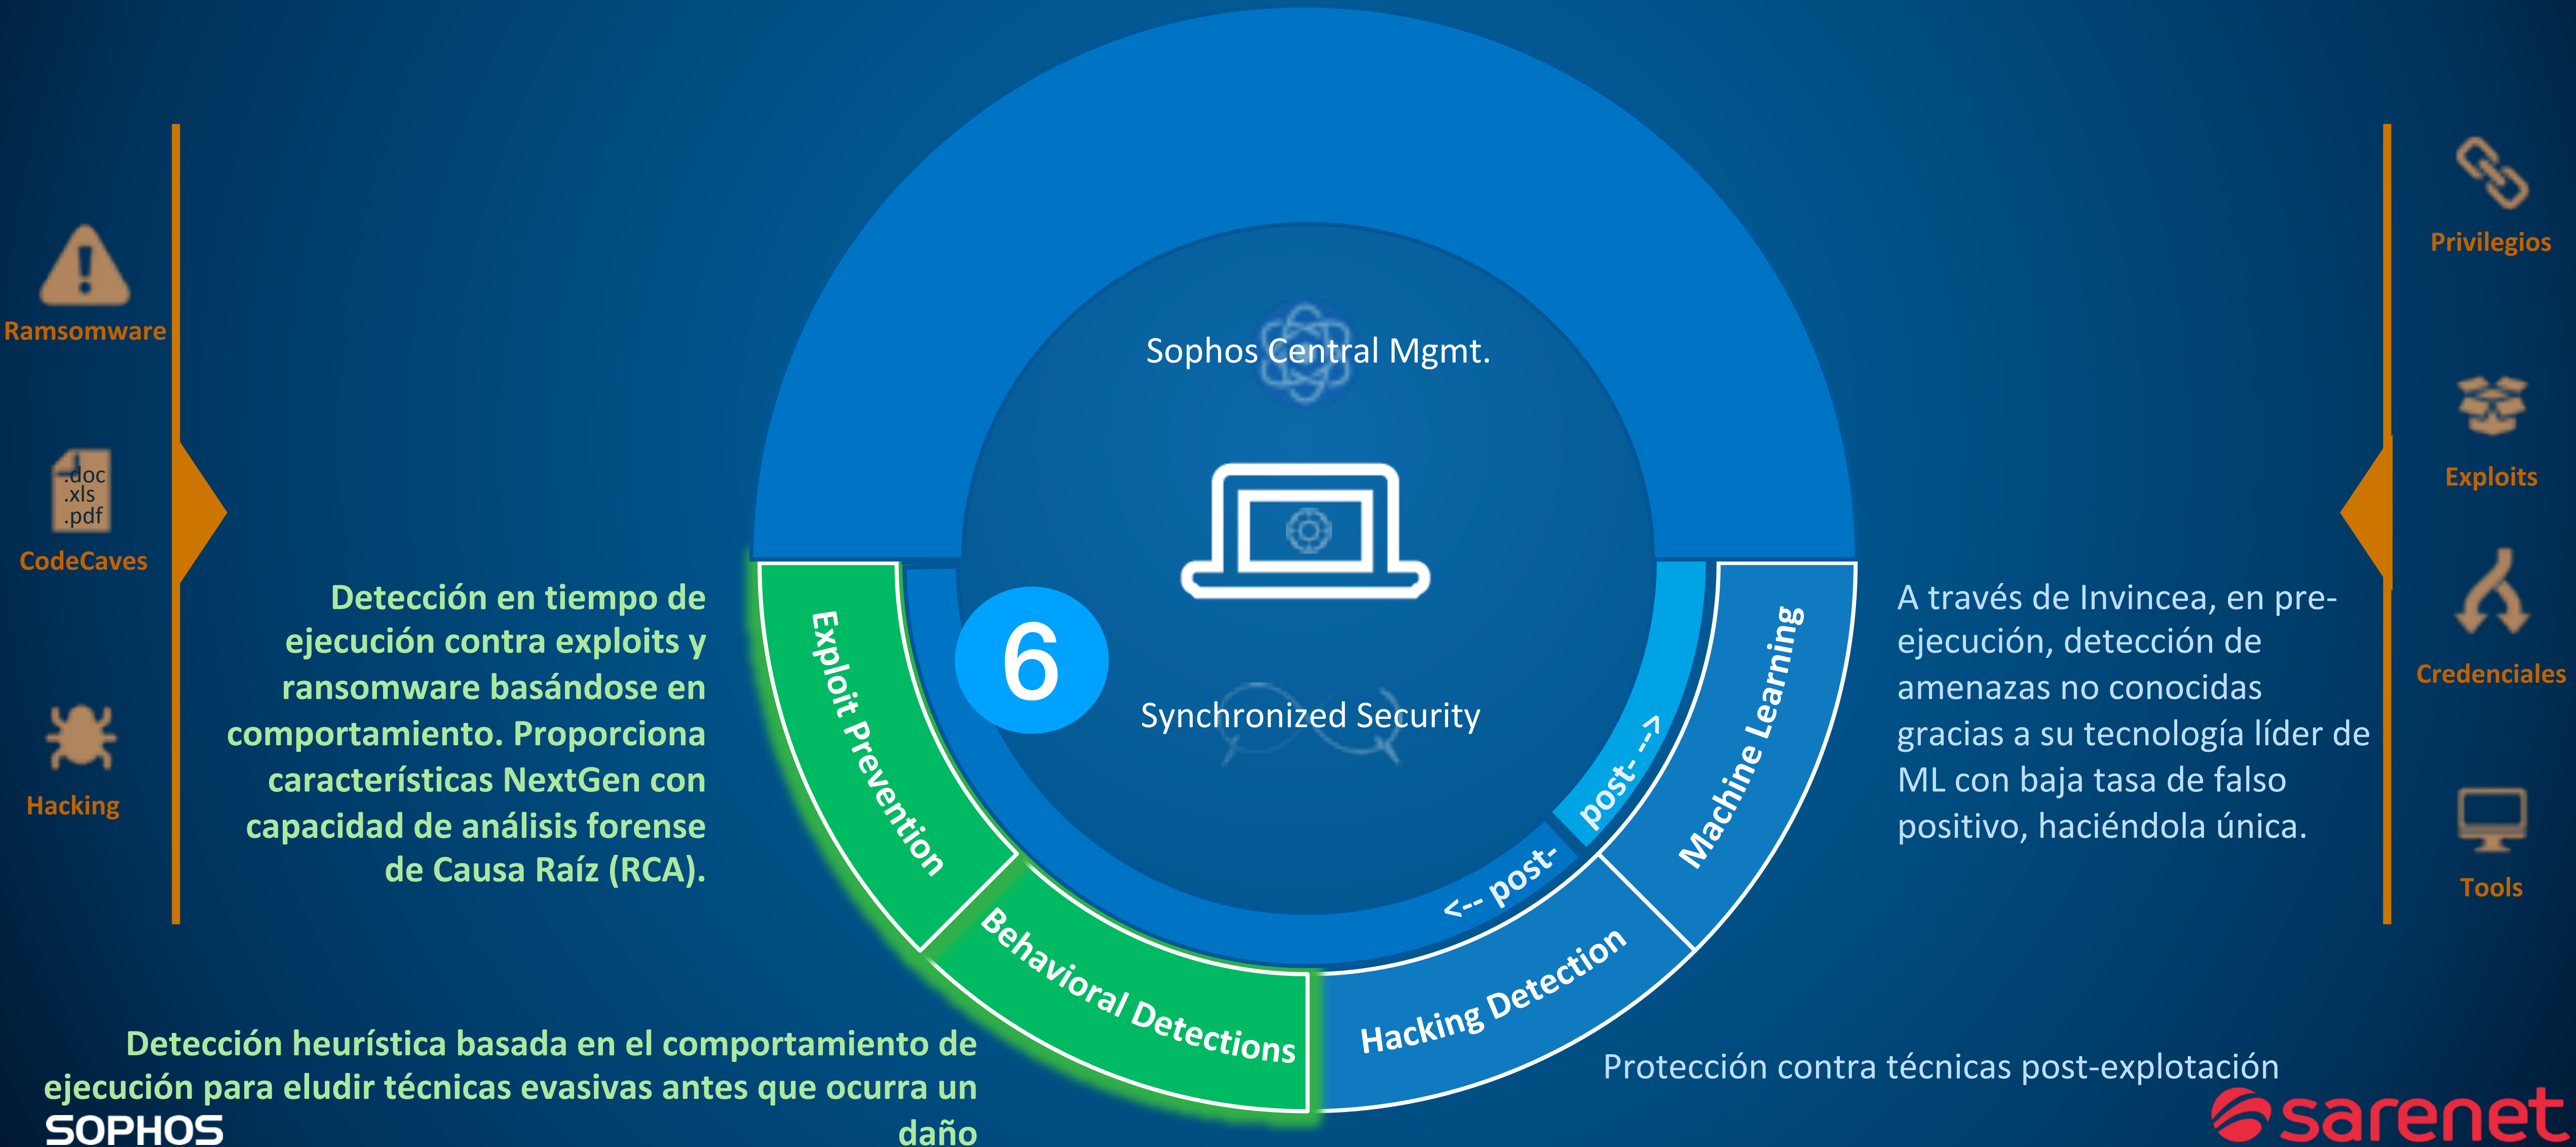 Ramsomware
.doc
.xls
.pdf
CodeCaves
Hacking
Detección en tiempo de
ejecución contra exploits y
ransomware basándose en
comportamiento. Proporciona
características NextGen con
capacidad de análisis forense
de Causa Raíz (RCA).
Detección heurística basada en el comportamiento de
ejecución para eludir técnicas evasivas antes que ocurra un
daño
SOPHOS
Sophos Central Mgmt.
6
Synchronized Security
Exploit Prevention
Behavioral Detections
Hacking Detection
Machine Learning
<-- post-
post- -->
A través de Invincea, en pre-
ejecución, detección de
amenazas no conocidas
gracias a su tecnología líder de
ML con baja tasa de falso
positivo, haciéndola única.
Protección contra técnicas post-explotación
Privilegios
Exploits
Credenciales
Tools
sarenet